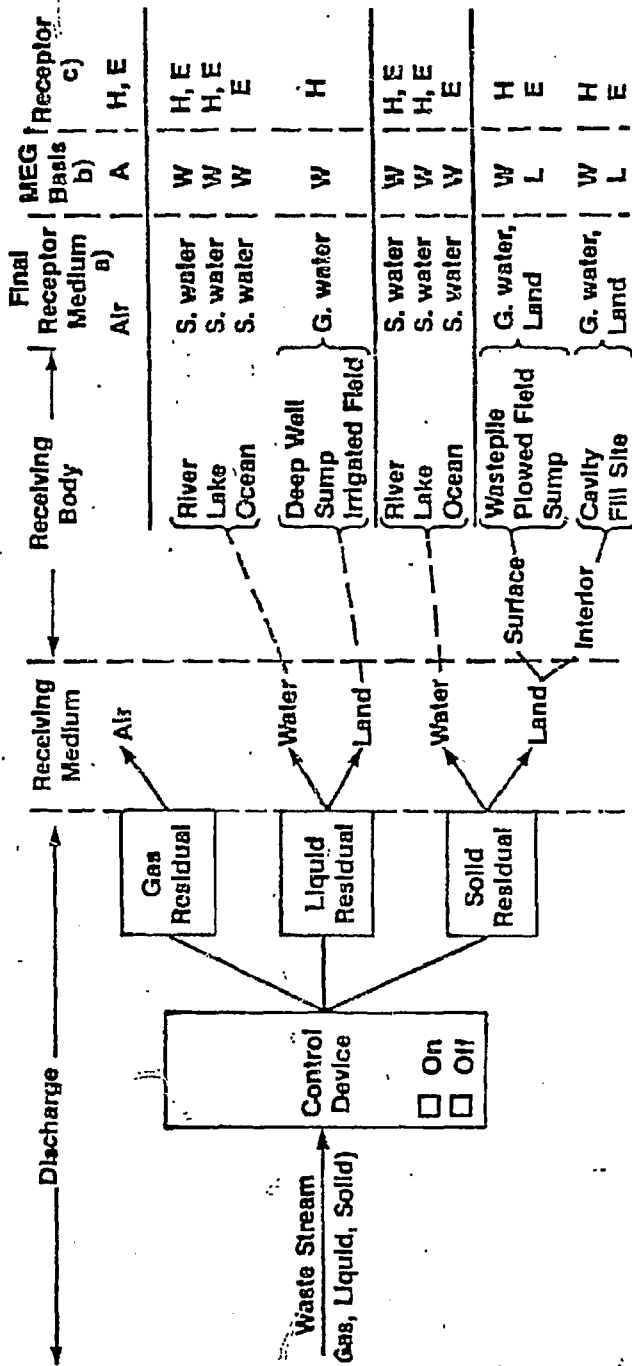 Discharge
Receiving Medium
Receiving Body
Final Receptor Medium a)
MEG Basis b)
Receptor c)
Waste Stream
(Gas, Liquid, Solid)
Control Device
☐ On
☐ Off
Gas Residual
Air
Air
A
H, E
Liquid Residual
Water
River
S. water
W
H, E
Lake
S. water
W
H, E
Ocean
S. water
W
E
Land
Deep Well
Sump
Irrigated Field
G. water
W
H
Solid Residual
Water
River
S. water
W
H, E
Lake
S. water
W
H, E
Ocean
S. water
W
E
Land
Surface
Wastepile
Plowed Field
Sump
G. water,
Land
W
L
H
E
Interior
Cavity
Fill Site
G. water,
Land
W
L
H
E